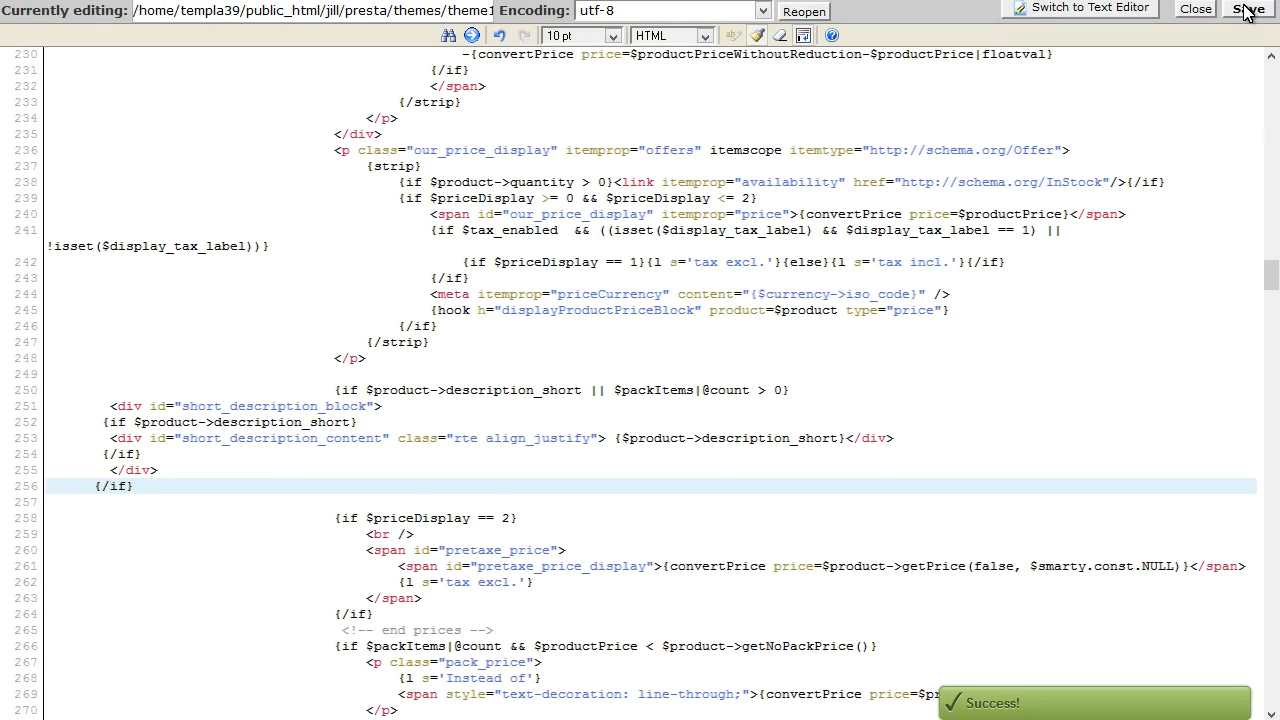 Currently editing: /home/templa39/public_html/jill/presta/themes/theme1 Encoding: utf-8 Reopen Switch to Text Editor Close Save
10 pt HTML
230 -{convertPrice price=$productPriceWithoutReduction-$productPrice|floatval}
231 {/if}
232 </span>
233 {/strip}
234 </p>
235 </div>
236 <p class="our_price_display" itemprop="offers" itemscope itemtype="http://schema.org/Offer">
237 {strip}
238 {if $product->quantity > 0}<link itemprop="availability" href="http://schema.org/InStock"/>{/if}
239 {if $priceDisplay >= 0 && $priceDisplay <= 2}
240 <span id="our_price_display" itemprop="price">{convertPrice price=$productPrice}</span>
241 {if $tax_enabled  && ((isset($display_tax_label) && $display_tax_label == 1) ||
!isset($display_tax_label))}
242 {if $priceDisplay == 1}{l s='tax excl.'}{else}{l s='tax incl.'}{/if}
243 {/if}
244 <meta itemprop="priceCurrency" content="{$currency->iso_code}" />
245 {hook h="displayProductPriceBlock" product=$product type="price"}
246 {/if}
247 {/strip}
248 </p>
249
250 {if $product->description_short || $packItems|@count > 0}
251 <div id="short_description_block">
252 {if $product->description_short}
253 <div id="short_description_content" class="rte align_justify"> {$product->description_short}</div>
254 {/if}
255 </div>
256 {/if}
257
258 {if $priceDisplay == 2}
259 <br />
260 <span id="pretaxe_price">
261 <span id="pretaxe_price_display">{convertPrice price=$product->getPrice(false, $smarty.const.NULL)}</span>
262 {l s='tax excl.'}
263 </span>
264 {/if}
265 <!-- end prices -->
266 {if $packItems|@count && $productPrice < $product->getNoPackPrice()}
267 <p class="pack_price">
268 {l s='Instead of'}
269 <span style="text-decoration: line-through;">{convertPrice price=$p
270 </p>
Success!